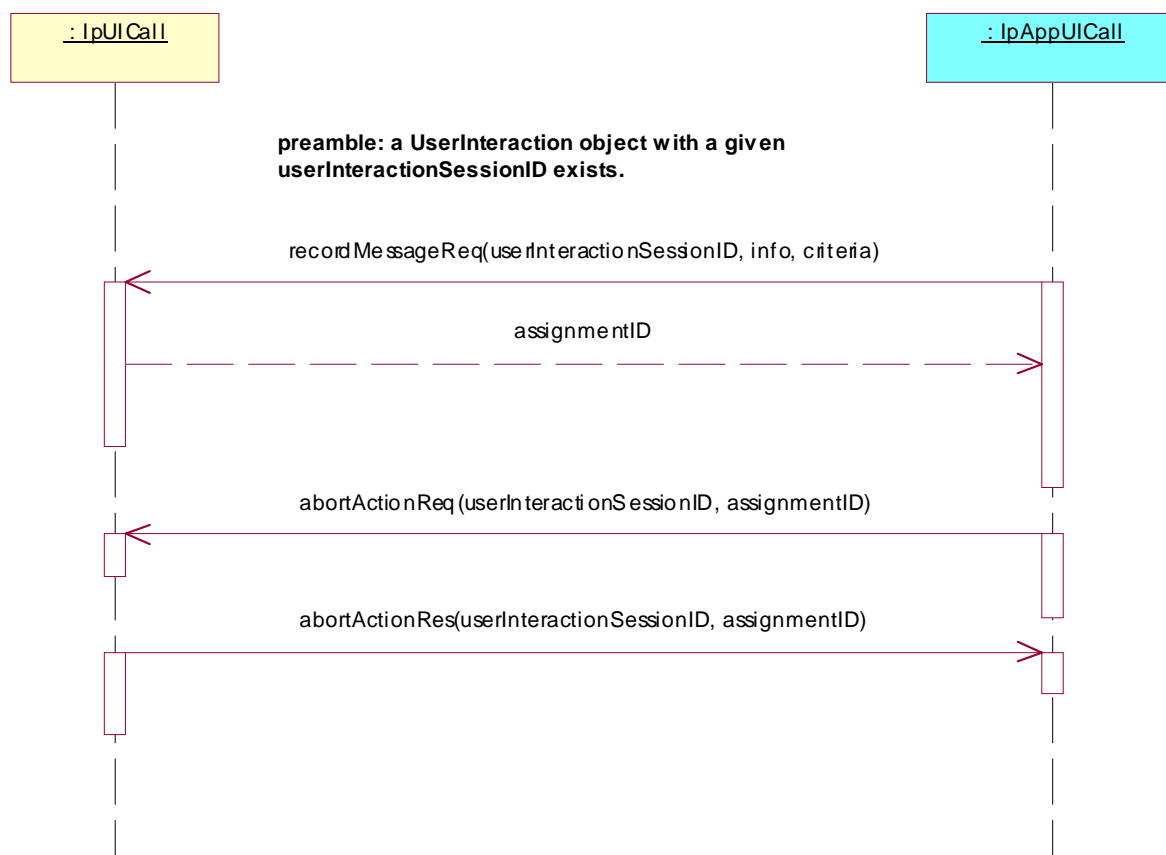 : IpUICall
: IpAppUICall
preamble: a UserInteraction object with a given
userInteractionSessionID exists.
recordMessageReq(userInteractionSessionID, info, criteria)
assignmentID
abortActionReq(userInteractionSessionID, assignmentID)
abortActionRes(userInteractionSessionID, assignmentID)